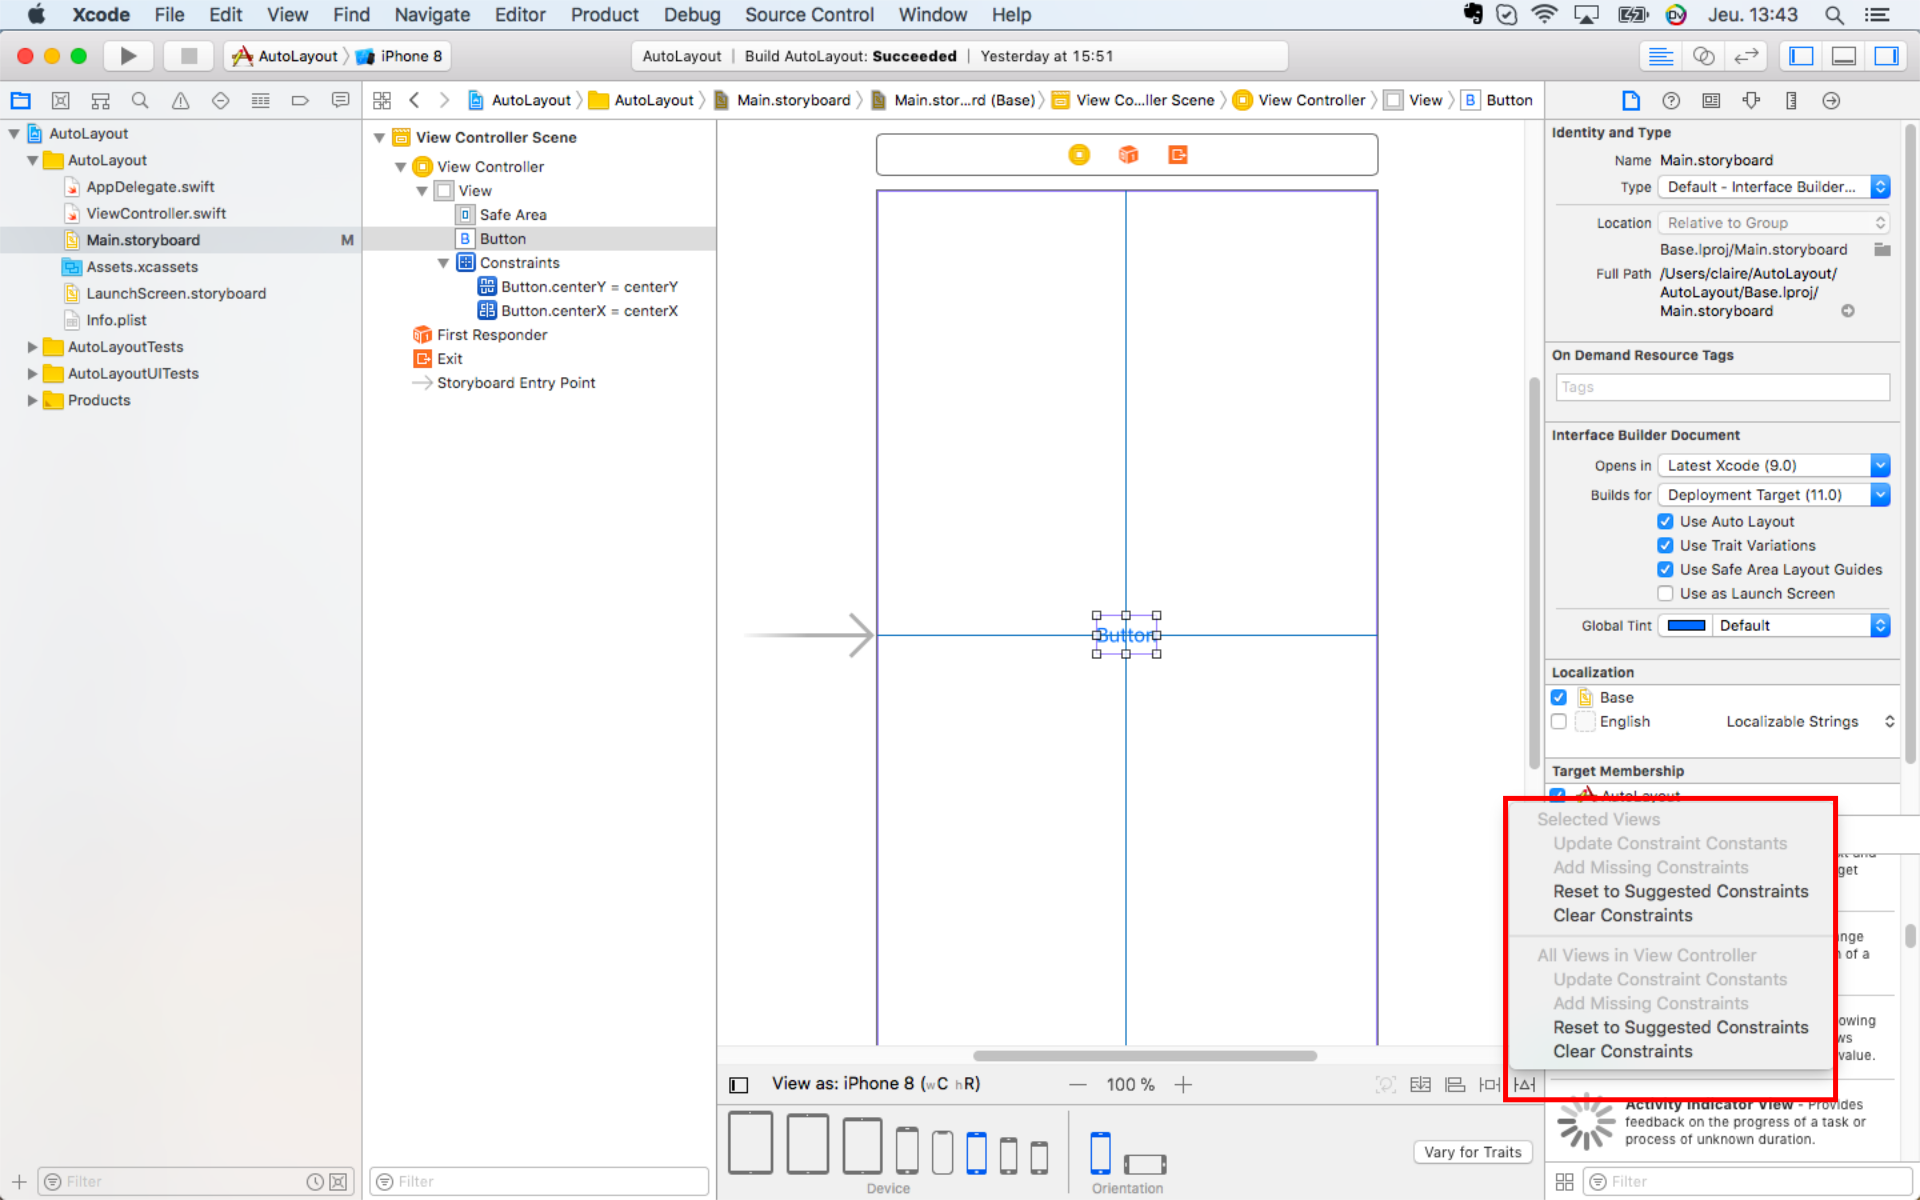 Xcode File Edit View Find Navigate Editor Product Debug Source Control Window Help Jeu. 13:43
AutoLayout iPhone 8 AutoLayout | Build AutoLayout: Succeeded | Yesterday at 15:51
AutoLayout AutoLayout Main.storyboard Main.stor...rd (Base) View Co...ller Scene View Controller View B Button
AutoLayout
AutoLayout
AppDelegate.swift
ViewController.swift
Main.storyboard M
Assets.xcassets
LaunchScreen.storyboard
Info.plist
AutoLayoutTests
AutoLayoutUITests
Products
Filter
View Controller Scene
View Controller
View
Safe Area
B Button
Constraints
Button.centerY = centerY
Button.centerX = centerX
First Responder
Exit
Storyboard Entry Point
Filter
Button
View as: iPhone 8 (wC hR) — 100 % +
Device
Orientation
Vary for Traits
Identity and Type
Name Main.storyboard
Type Default - Interface Builder...
Location Relative to Group
Base.lproj/Main.storyboard
Full Path /Users/claire/AutoLayout/
AutoLayout/Base.lproj/
Main.storyboard
On Demand Resource Tags
Tags
Interface Builder Document
Opens in Latest Xcode (9.0)
Builds for Deployment Target (11.0)
Use Auto Layout
Use Trait Variations
Use Safe Area Layout Guides
Use as Launch Screen
Global Tint Default
Localization
Base
English Localizable Strings
Target Membership
AutoLayout
Selected Views
Update Constraint Constants
Add Missing Constraints
Reset to Suggested Constraints
Clear Constraints
All Views in View Controller
Update Constraint Constants
Add Missing Constraints
Reset to Suggested Constraints
Clear Constraints
of a
value.
Activity Indicator View - Provides
feedback on the progress of a task or
process of unknown duration.
Filter